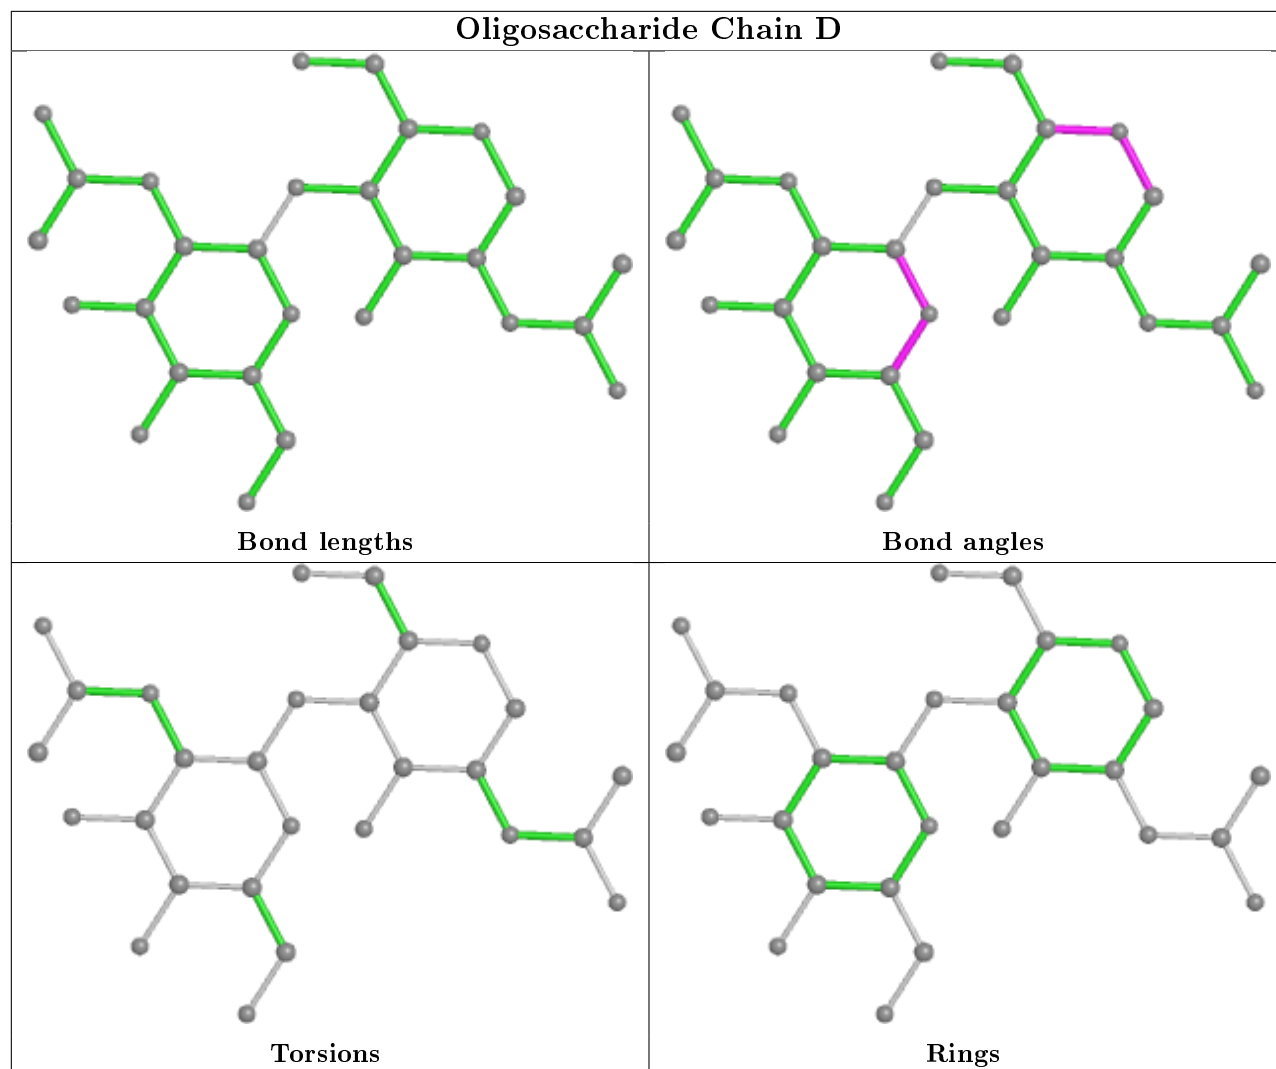 Oligosaccharide Chain D
Bond lengths
Bond angles
Torsions
Rings